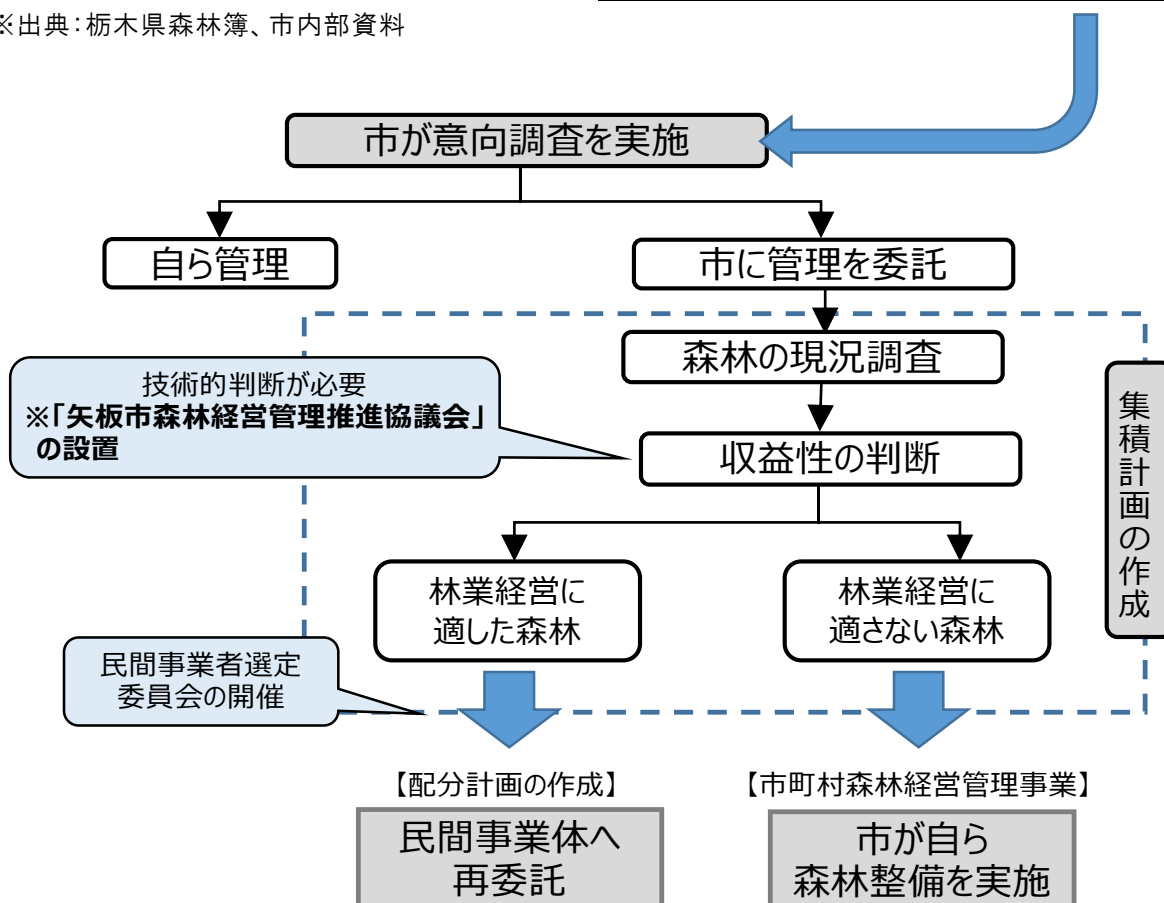 ※出典：栃木県森林簿、市内部資料
市が意向調査を実施
自ら管理
市に管理を委託
森林の現況調査
技術的判断が必要
※「矢板市森林経営管理推進協議会」
の設置
収益性の判断
集積計画の作成
林業経営に
適した森林
林業経営に
適さない森林
民間事業者選定
委員会の開催
【配分計画の作成】
民間事業体へ
再委託
【市町村森林経営管理事業】
市が自ら
森林整備を実施